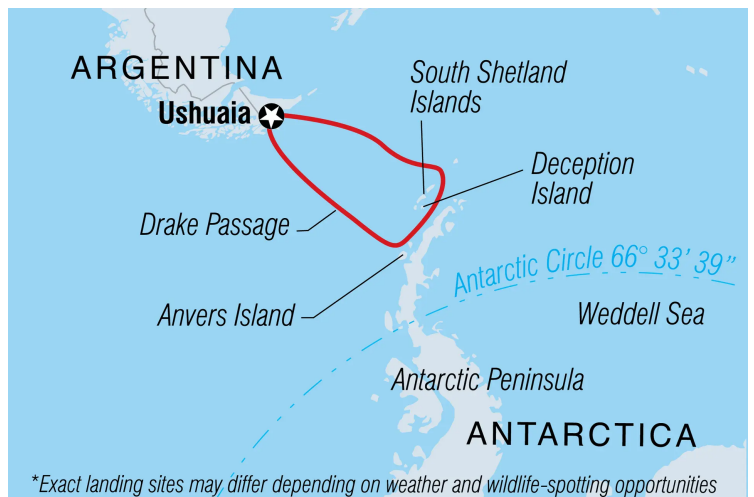 ARGENTINA
South Shetland
Islands
Ushuaia
Deception
Island
Drake Passage
Antarctic Circle 66° 33’ 39”
Anvers Island
Weddell Sea
Antarctic Peninsula
ANTARCTICA
*Exact landing sites may differ depending on weather and wildlife-spotting opportunities